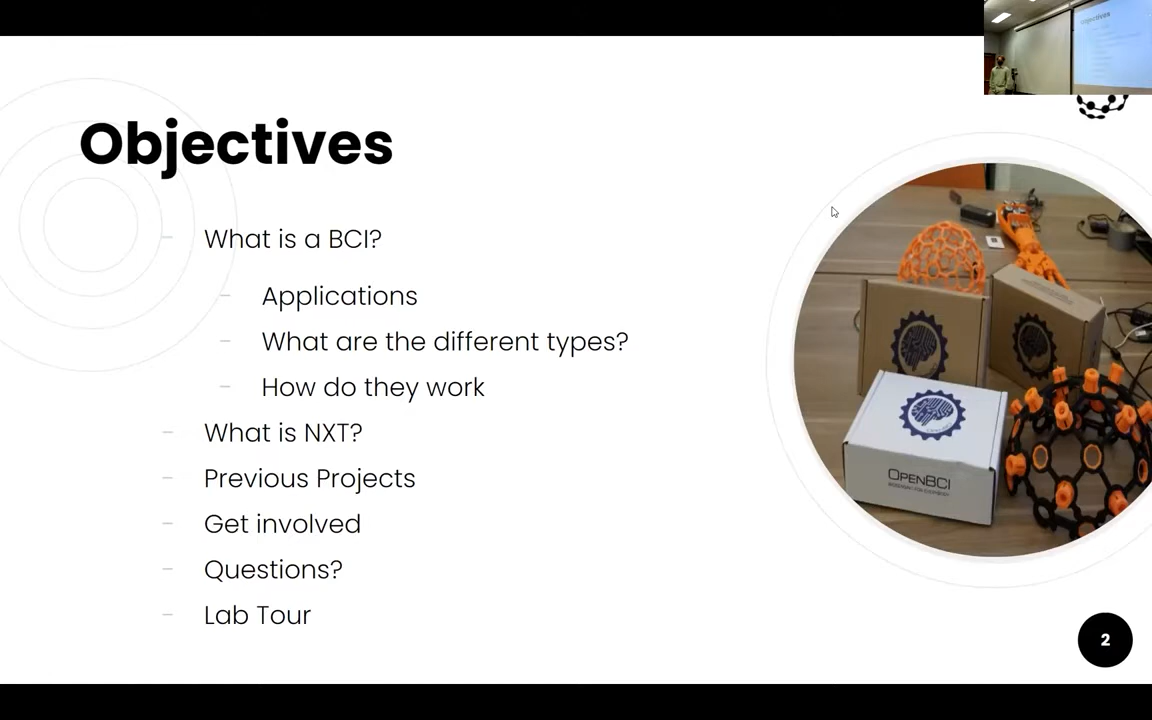 Objectives
Objectives
- What is a BCI?
- Applications
- What are the different types?
- How do they work
- What is NXT?
- Previous Projects
- Get involved
- Questions?
- Lab Tour
OPENBCI
2